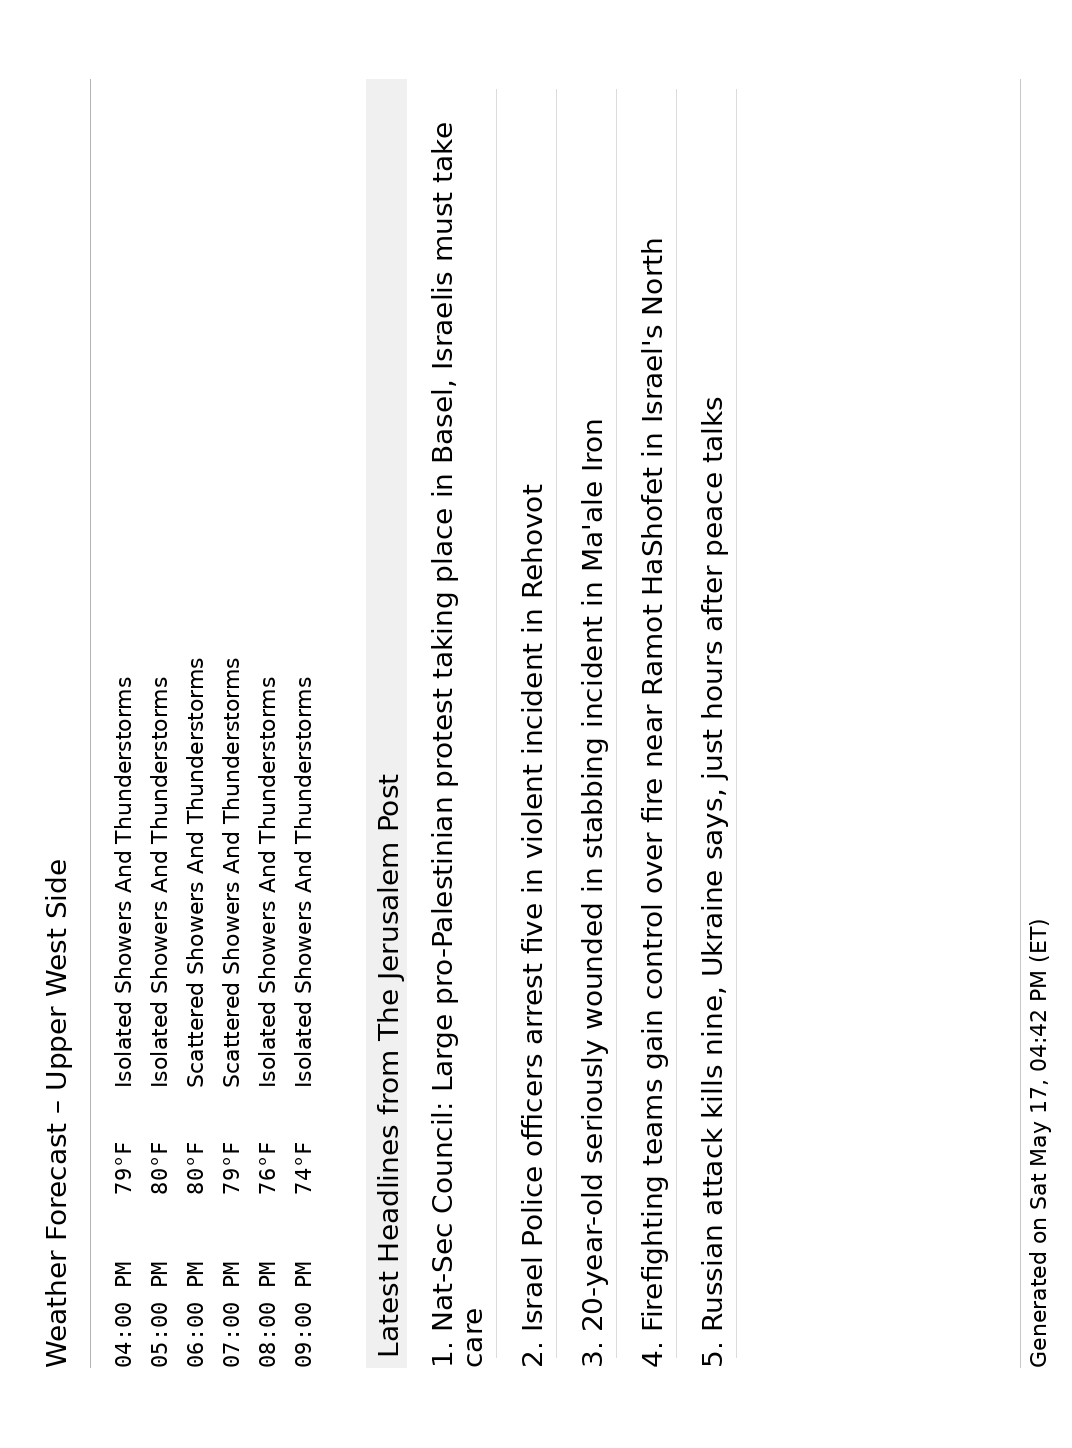 Weather Forecast – Upper West Side
04:00 PM 79°F Isolated Showers And Thunderstorms
05:00 PM 80°F Isolated Showers And Thunderstorms
06:00 PM 80°F Scattered Showers And Thunderstorms
07:00 PM 79°F Scattered Showers And Thunderstorms
08:00 PM 76°F Isolated Showers And Thunderstorms
09:00 PM 74°F Isolated Showers And Thunderstorms
Latest Headlines from The Jerusalem Post
1. Nat-Sec Council: Large pro-Palestinian protest taking place in Basel, Israelis must take
care
2. Israel Police officers arrest five in violent incident in Rehovot
3. 20-year-old seriously wounded in stabbing incident in Ma'ale Iron
4. Firefighting teams gain control over fire near Ramot HaShofet in Israel's North
5. Russian attack kills nine, Ukraine says, just hours after peace talks
Generated on Sat May 17, 04:42 PM (ET)